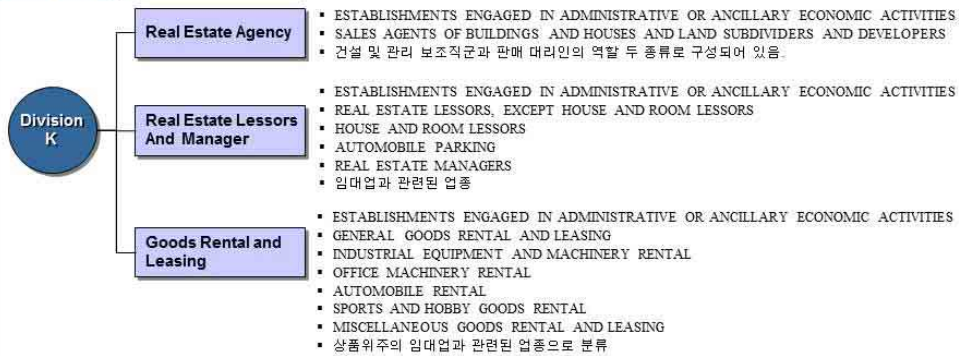 Division
K
Real Estate Agency
▪ ESTABLISHMENTS ENGAGED IN ADMINISTRATIVE OR ANCILLARY ECONOMIC ACTIVITIES
▪ SALES AGENTS OF BUILDINGS AND HOUSES AND LAND SUBDIVIDERS AND DEVELOPERS
▪ 건설 및 관리 보조직군과 판매 대리인의 역할 두 종류로 구성되어 있음.
Real Estate Lessors
And Manager
▪ ESTABLISHMENTS ENGAGED IN ADMINISTRATIVE OR ANCILLARY ECONOMIC ACTIVITIES
▪ REAL ESTATE LESSORS, EXCEPT HOUSE AND ROOM LESSORS
▪ HOUSE AND ROOM LESSORS
▪ AUTOMOBILE PARKING
▪ REAL ESTATE MANAGERS
▪ 임대업과 관련된 업종
Goods Rental and
Leasing
▪ ESTABLISHMENTS ENGAGED IN ADMINISTRATIVE OR ANCILLARY ECONOMIC ACTIVITIES
▪ GENERAL GOODS RENTAL AND LEASING
▪ INDUSTRIAL EQUIPMENT AND MACHINERY RENTAL
▪ OFFICE MACHINERY RENTAL
▪ AUTOMOBILE RENTAL
▪ SPORTS AND HOBBY GOODS RENTAL
▪ MISCELLANEOUS GOODS RENTAL AND LEASING
▪ 상품위주의 임대업과 관련된 업종으로 분류